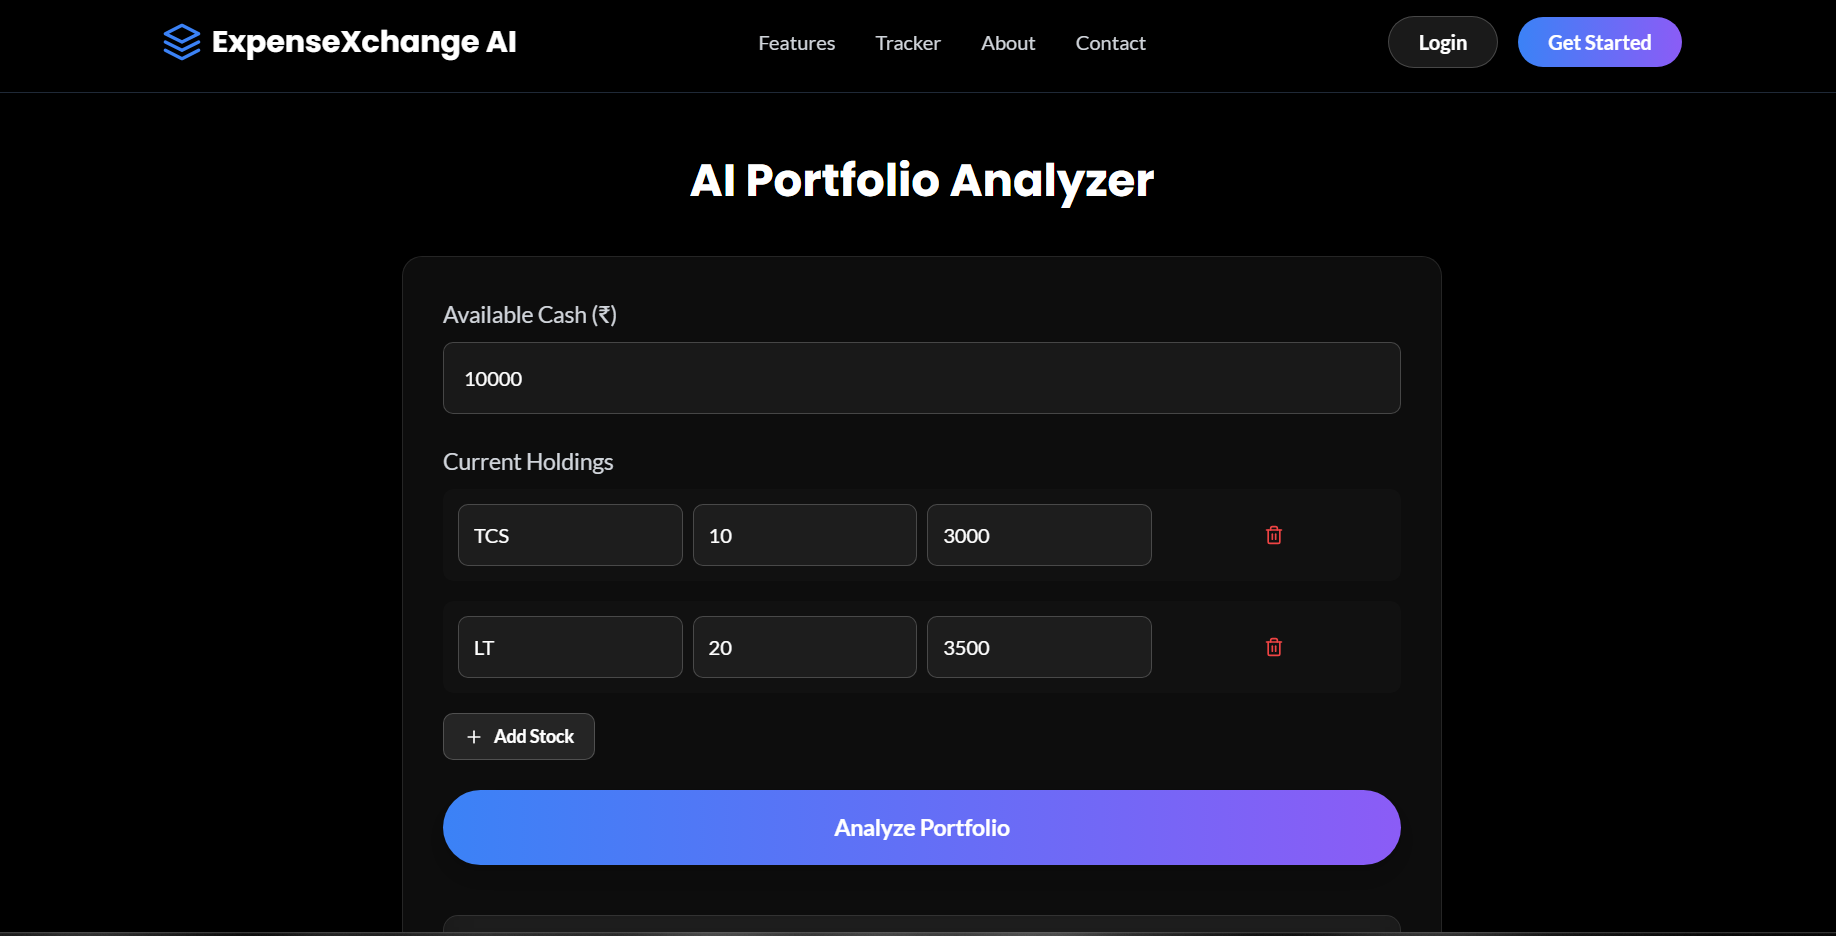 ExpenseXchange AI
Features Tracker About Contact
Login Get Started
AI Portfolio Analyzer
Available Cash (₹)
10000
Current Holdings
TCS 10 3000
LT 20 3500
+ Add Stock
Analyze Portfolio